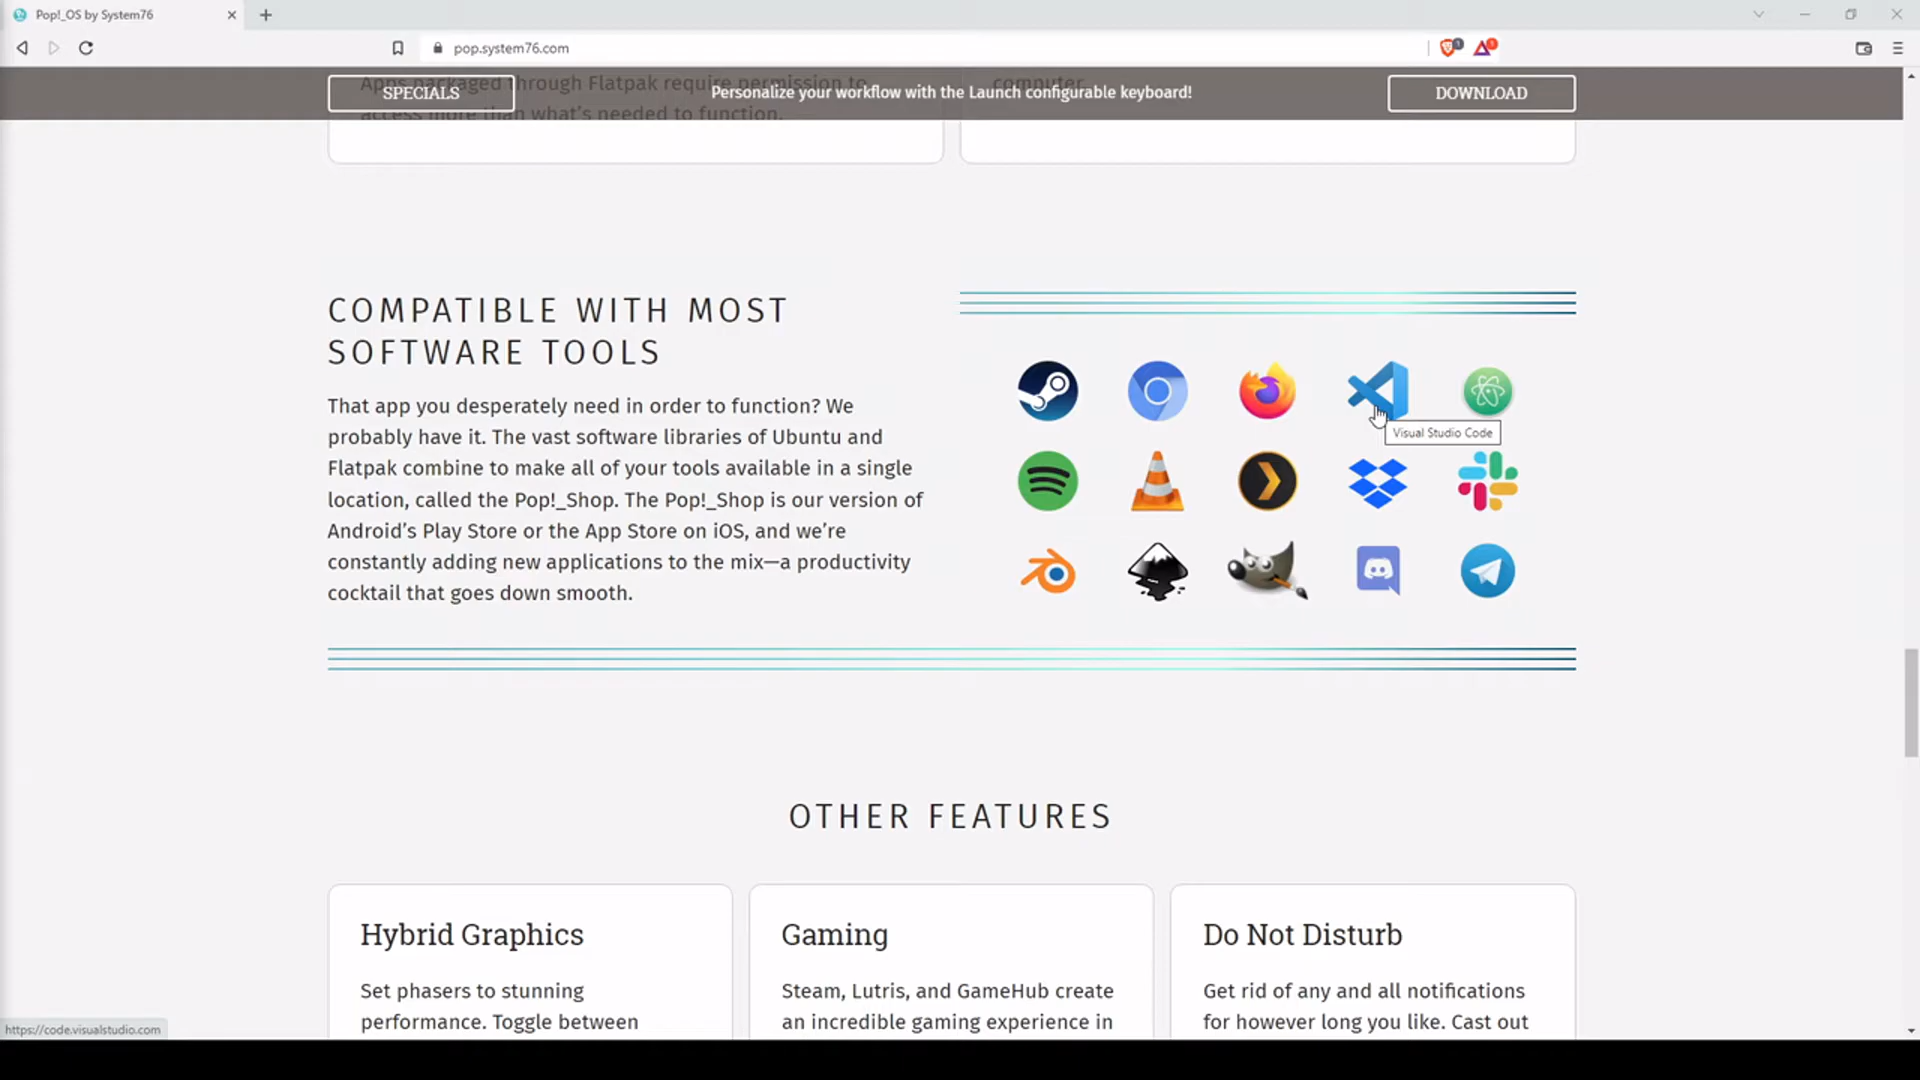 Pop!_OS by System76
pop.system76.com
1
1
Apps packaged through Flatpak require permission to
access more than what's needed to function.
computer.
SPECIALS
Personalize your workflow with the Launch configurable keyboard!
DOWNLOAD
COMPATIBLE WITH MOST
SOFTWARE TOOLS
That app you desperately need in order to function? We
probably have it. The vast software libraries of Ubuntu and
Flatpak combine to make all of your tools available in a single
location, called the Pop!_Shop. The Pop!_Shop is our version of
Android's Play Store or the App Store on iOS, and we're
constantly adding new applications to the mix—a productivity
cocktail that goes down smooth.
Visual Studio Code
OTHER FEATURES
Hybrid Graphics
Set phasers to stunning
performance. Toggle between
Gaming
Steam, Lutris, and GameHub create
an incredible gaming experience in
Do Not Disturb
Get rid of any and all notifications
for however long you like. Cast out
https://code.visualstudio.com